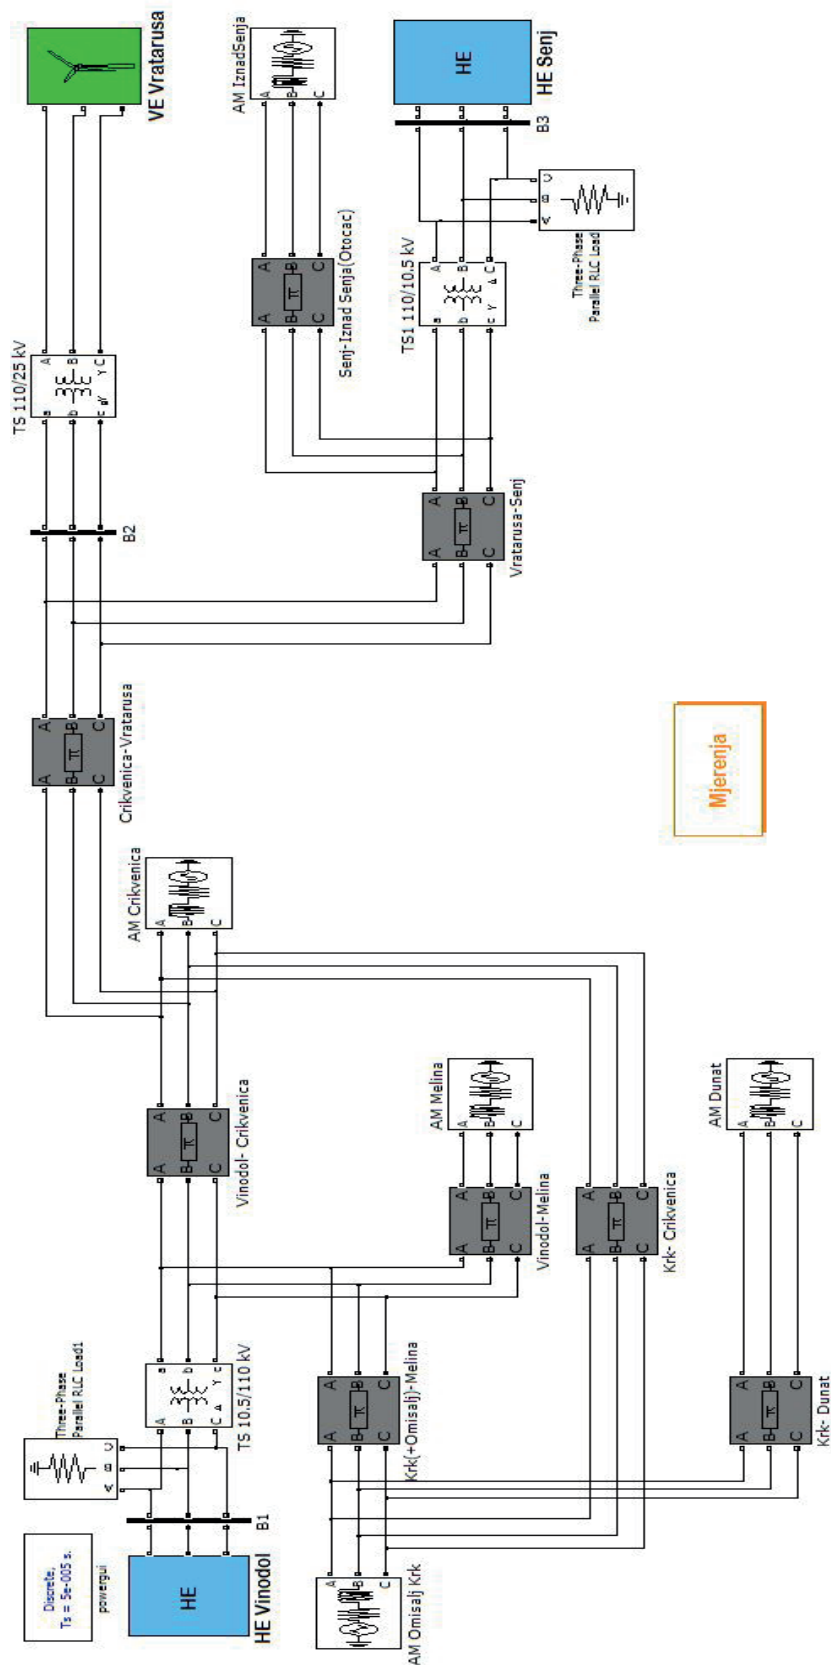 Discrete,
Ts = 5e-005 s.
powergui
HE
HE Vinodol
B1
Three-Phase
Parallel RLC Load1
A
B
C
A
B
C
a
b
c
Y
TS 10.5/110 kV
A
B
C
π
A
B
C
Vinodol- Crikvenica
A
B
C
AM Crikvenica
A
B
C
π
A
B
C
Crikvenica-Vratarusa
B2
a
b
c
A
B
C
Y
Y
TS 110/25 kV
VE Vratarusa
A
B
C
AM Omisalj Krk
A
B
C
π
A
B
C
Krk(+Omisalj)-Melina
A
B
C
π
A
B
C
Vinodol-Melina
A
B
C
AM Melina
A
B
C
π
A
B
C
Krk- Crikvenica
A
B
C
π
A
B
C
Krk- Dunat
A
B
C
AM Dunat
Mjerenja
A
B
C
π
A
B
C
Vratarusa-Senj
A
B
C
π
A
B
C
Senj-Iznad Senja(Otocac)
A
B
C
AM IznadSenja
a
b
c
Y
A
B
C
TS1 110/10.5 kV
A
B
C
Three-Phase
Parallel RLC Load
B3
HE
HE Senj